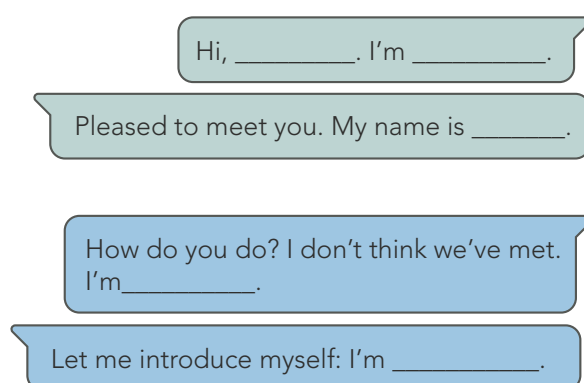 Hi, _________. I’m __________.
Pleased to meet you. My name is _______.
How do you do? I don’t think we’ve met.
I’m__________.
Let me introduce myself: I’m ___________.